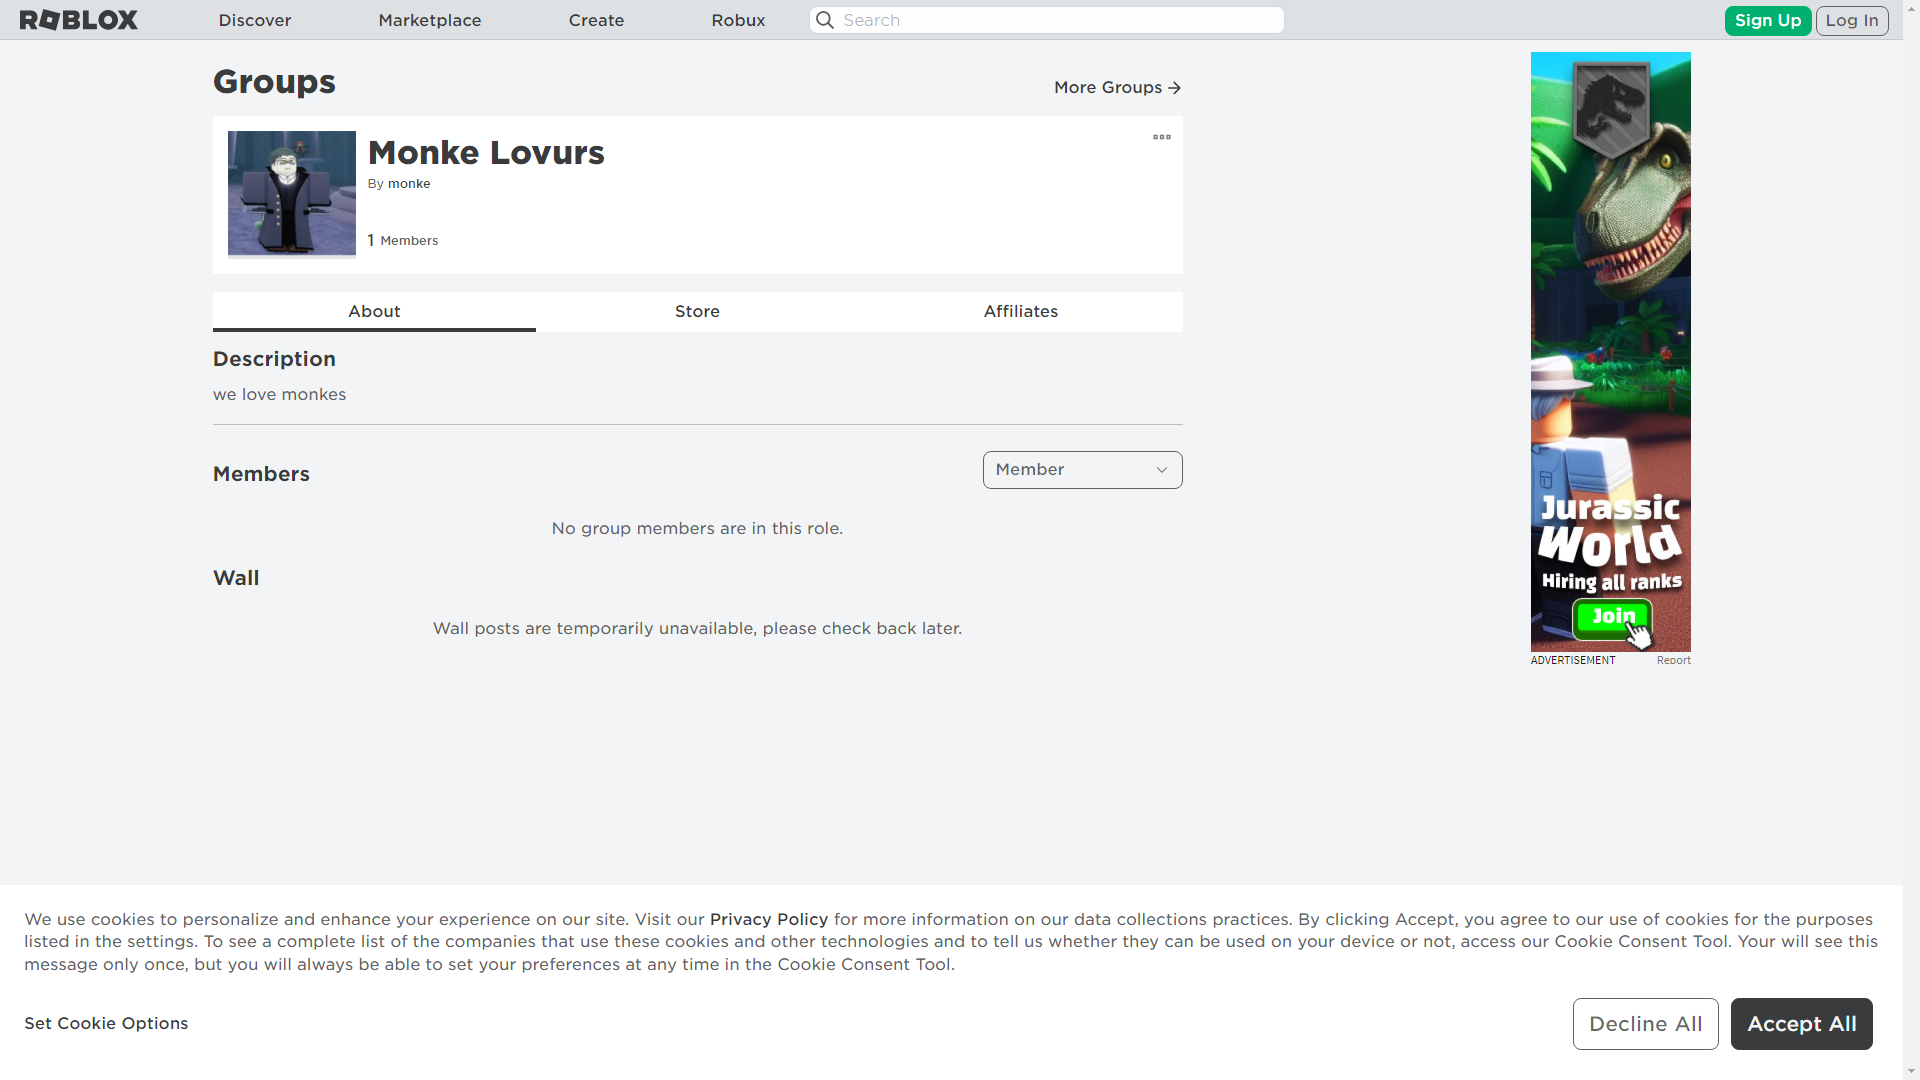 ROBLOX
Discover
Marketplace
Create
Robux
Search
Sign Up
Log In
Groups
More Groups
Monke Lovurs
By monke
1 Members
About
Store
Affiliates
Description
we love monkes
Members
Member
No group members are in this role.
Wall
Wall posts are temporarily unavailable, please check back later.
Jurassic
World
Hiring all ranks
Join
ADVERTISEMENT
Report
We use cookies to personalize and enhance your experience on our site. Visit our Privacy Policy for more information on our data collections practices. By clicking Accept, you agree to our use of cookies for the purposes
listed in the settings. To see a complete list of the companies that use these cookies and other technologies and to tell us whether they can be used on your device or not, access our Cookie Consent Tool. Your will see this
message only once, but you will always be able to set your preferences at any time in the Cookie Consent Tool.
Set Cookie Options
Decline All
Accept All